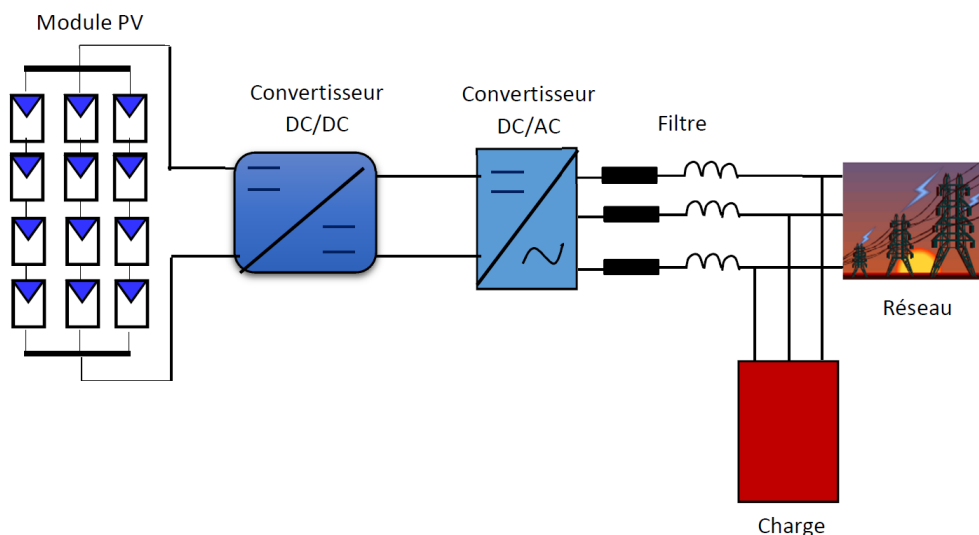 Module PV
Convertisseur
DC/DC
Convertisseur
DC/AC
Filtre
Réseau
Charge